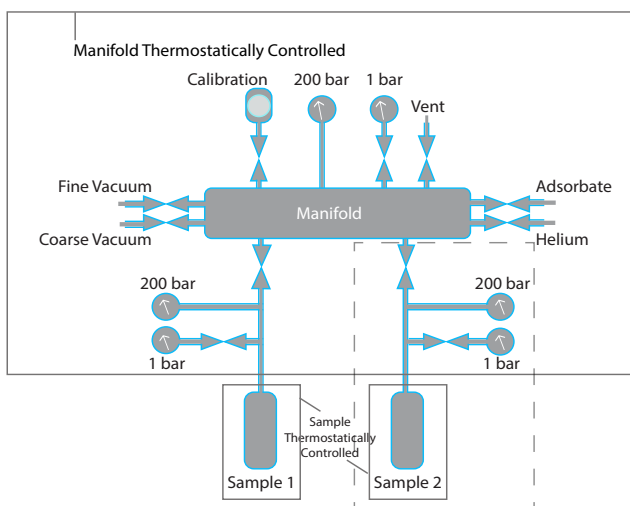 Manifold Thermostatically Controlled
Calibration
200 bar
1 bar
Vent
Fine Vacuum
Adsorbate
Manifold
Coarse Vacuum
Helium
200 bar
200 bar
1 bar
1 bar
Sample
Thermostatically
Controlled
Sample 1
Sample 2